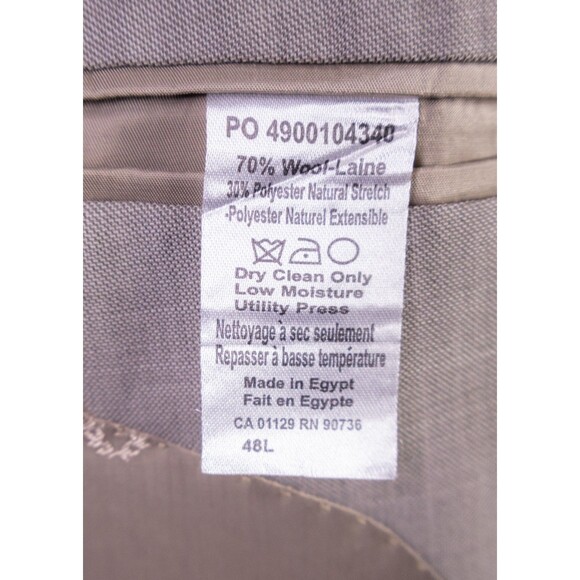 PO 4900104340
70% Wool-Laine
30% Polyester Natural Stretch
-Polyester Naturel Extensible
Dry Clean Only
Low Moisture
Utility Press
Nettoyage à sec seulement
Repasser à basse température
Made in Egypt
Fait en Egypte
CA 01129 RN 90736
48L